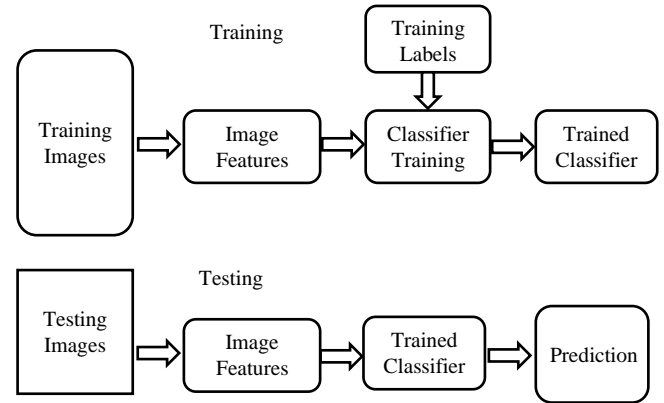 Training
Training
Labels
Training
Images
Image
Features
Classifier
Training
Trained
Classifier
Testing
Testing
Images
Image
Features
Trained
Classifier
Prediction